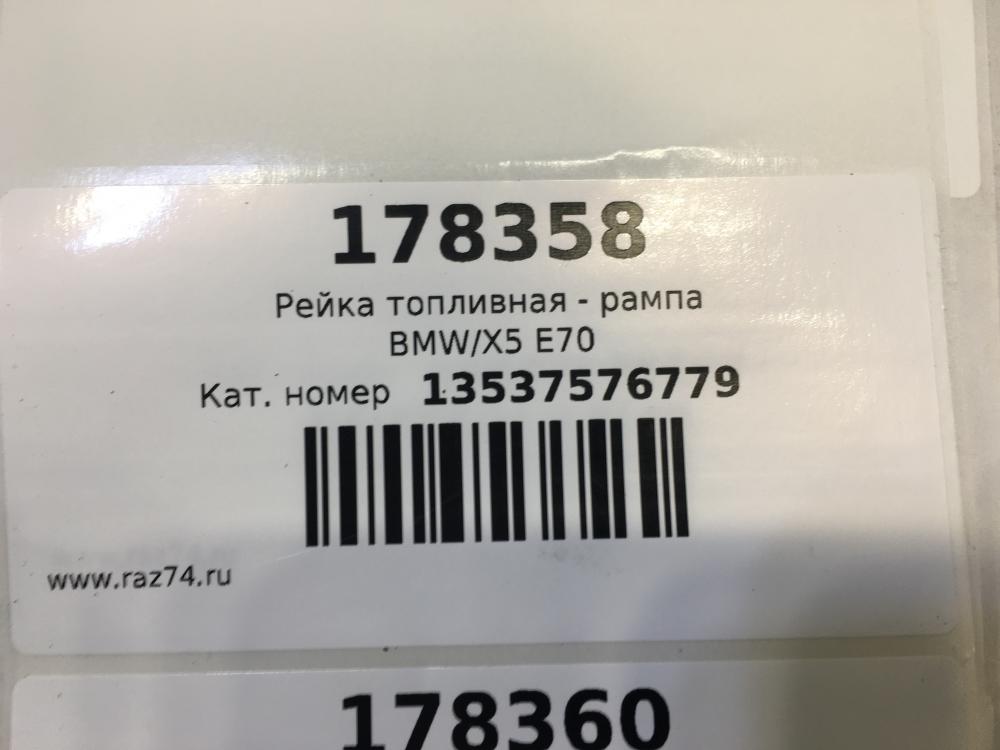 178358
Рейка топливная - рампа
BMW/X5 E70
Кат. номер 13537576779
www.raz74.ru
178360